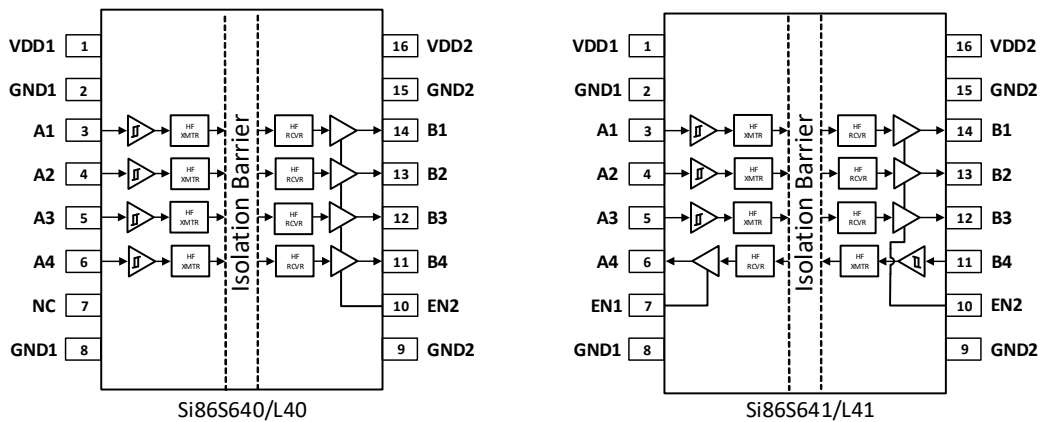 VDD1 1 16 VDD2
GND1 2 15 GND2
A1 3 HF XMTR HF RCVR 14 B1
A2 4 HF XMTR HF RCVR 13 B2
A3 5 HF XMTR HF RCVR 12 B3
A4 6 HF XMTR HF RCVR 11 B4
NC 7 10 EN2
GND1 8 9 GND2
Isolation Barrier
Si86S640/L40
VDD1 1 16 VDD2
GND1 2 15 GND2
A1 3 HF XMTR HF RCVR 14 B1
A2 4 HF XMTR HF RCVR 13 B2
A3 5 HF XMTR HF RCVR 12 B3
A4 6 HF RCVR HF XMTR 11 B4
EN1 7 10 EN2
GND1 8 9 GND2
Isolation Barrier
Si86S641/L41